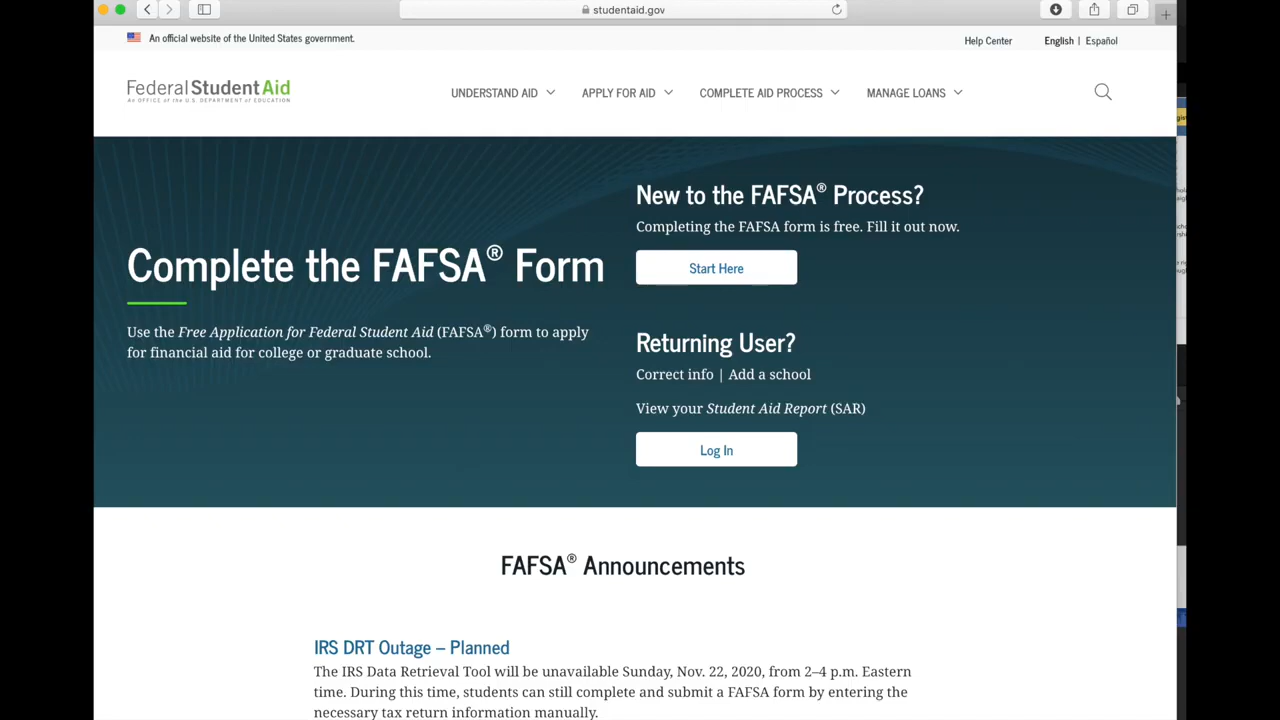 studentaid.gov
An official website of the United States government.
Help Center
English | Español
Federal Student Aid
An OFFICE of the U.S. DEPARTMENT of EDUCATION
UNDERSTAND AID
APPLY FOR AID
COMPLETE AID PROCESS
MANAGE LOANS
Complete the FAFSA® Form
Use the Free Application for Federal Student Aid (FAFSA®) form to apply
for financial aid for college or graduate school.
New to the FAFSA® Process?
Completing the FAFSA form is free. Fill it out now.
Start Here
Returning User?
Correct info | Add a school
View your Student Aid Report (SAR)
Log In
FAFSA® Announcements
IRS DRT Outage – Planned
The IRS Data Retrieval Tool will be unavailable Sunday, Nov. 22, 2020, from 2–4 p.m. Eastern
time. During this time, students can still complete and submit a FAFSA form by entering the
necessary tax return information manually.